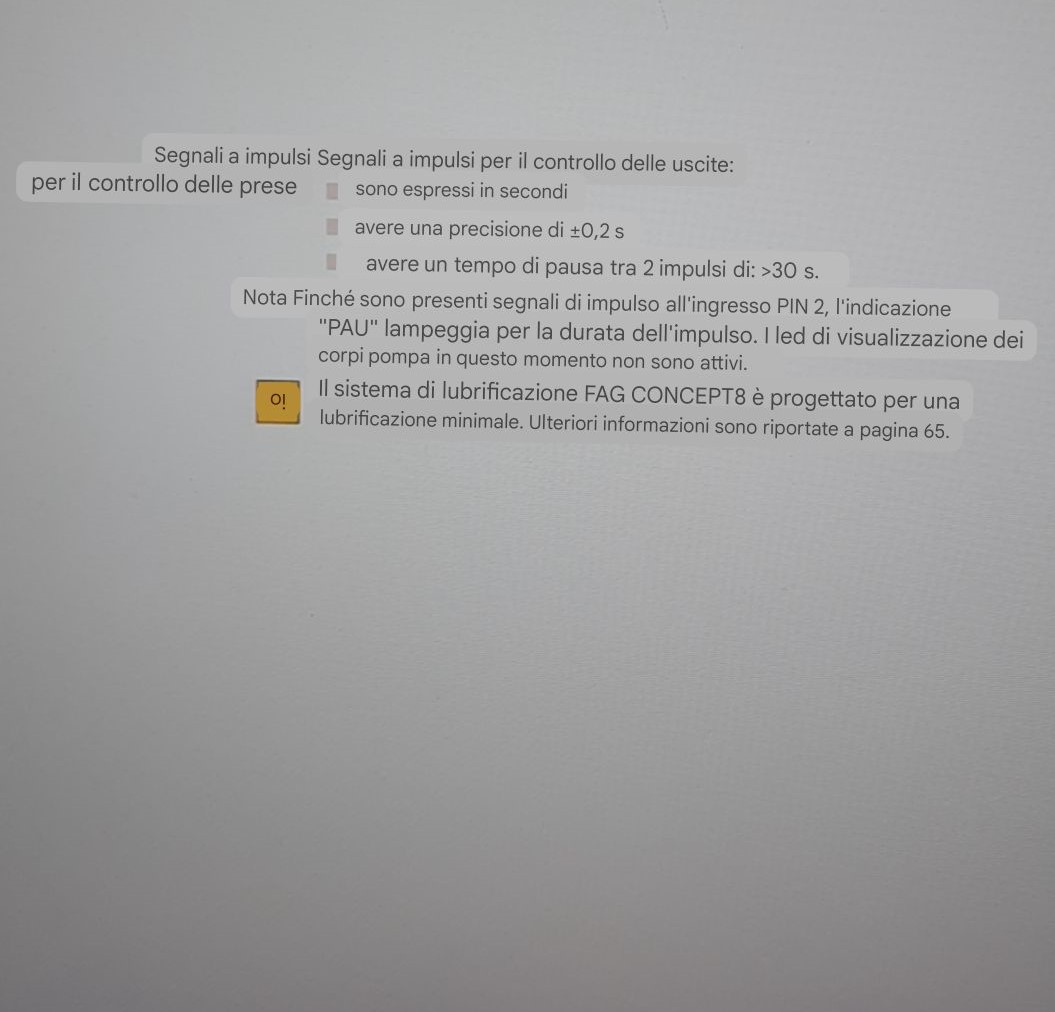 Segnali a impulsi Segnali a impulsi per il controllo delle uscite:
per il controllo delle prese
sono espressi in secondi
avere una precisione di ±0,2 s
avere un tempo di pausa tra 2 impulsi di: >30 s.
Nota Finché sono presenti segnali di impulso all'ingresso PIN 2, l'indicazione
"PAU" lampeggia per la durata dell'impulso. I led di visualizzazione dei
corpi pompa in questo momento non sono attivi.
O!
Il sistema di lubrificazione FAG CONCEPT8 è progettato per una
lubrificazione minimale. Ulteriori informazioni sono riportate a pagina 65.